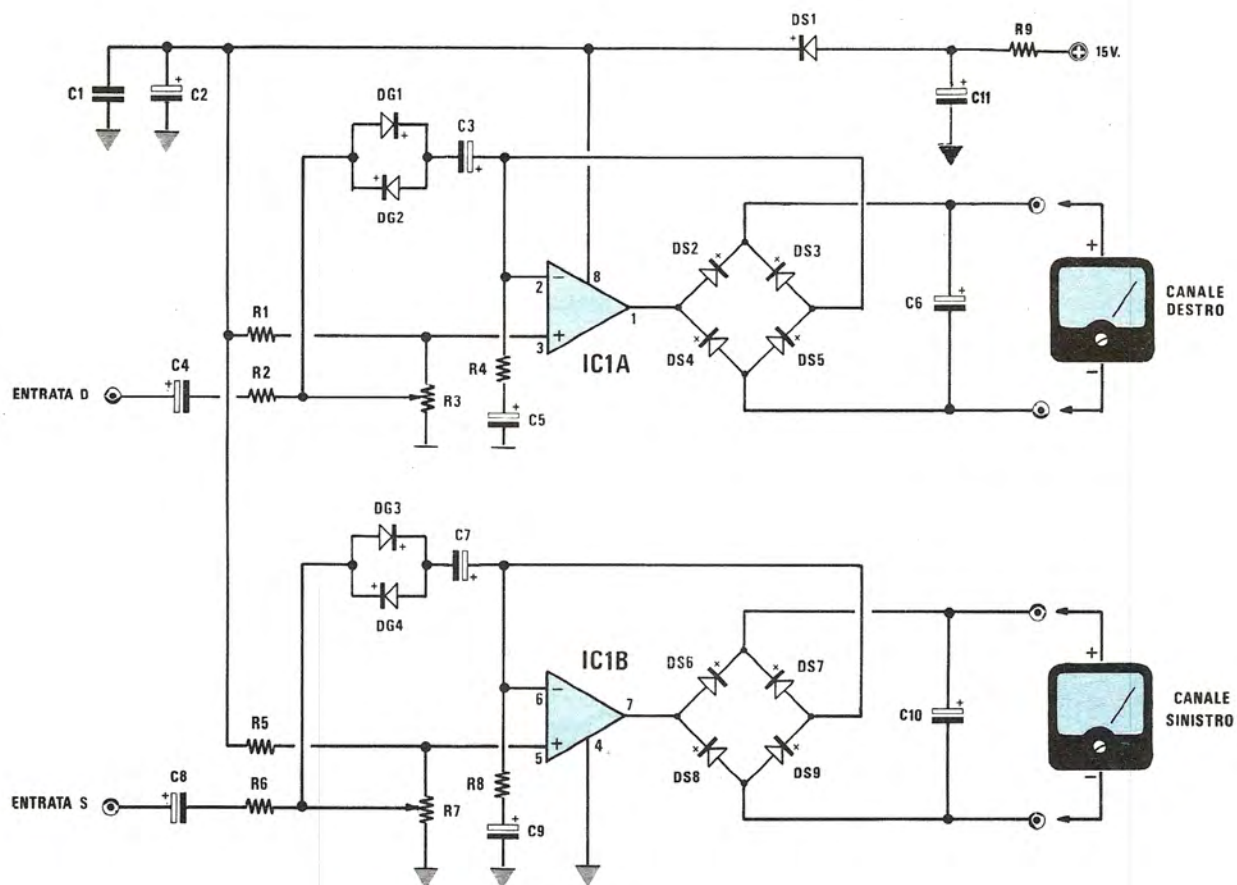 DS1
R9
15V.
C1
C2
C11
DG1
C3
DG2
DS2
DS3
8
2
1
3
C6
CANALE
DESTRO
R1
IC1A
DS4
DS5
C4
R2
R4
ENTRATA D
R3
C5
DG3
C7
DG4
IC1B
DS6
DS7
6
7
5
4
C10
CANALE
SINISTRO
R5
R8
DS8
DS9
C8
R6
ENTRATA S
R7
C9